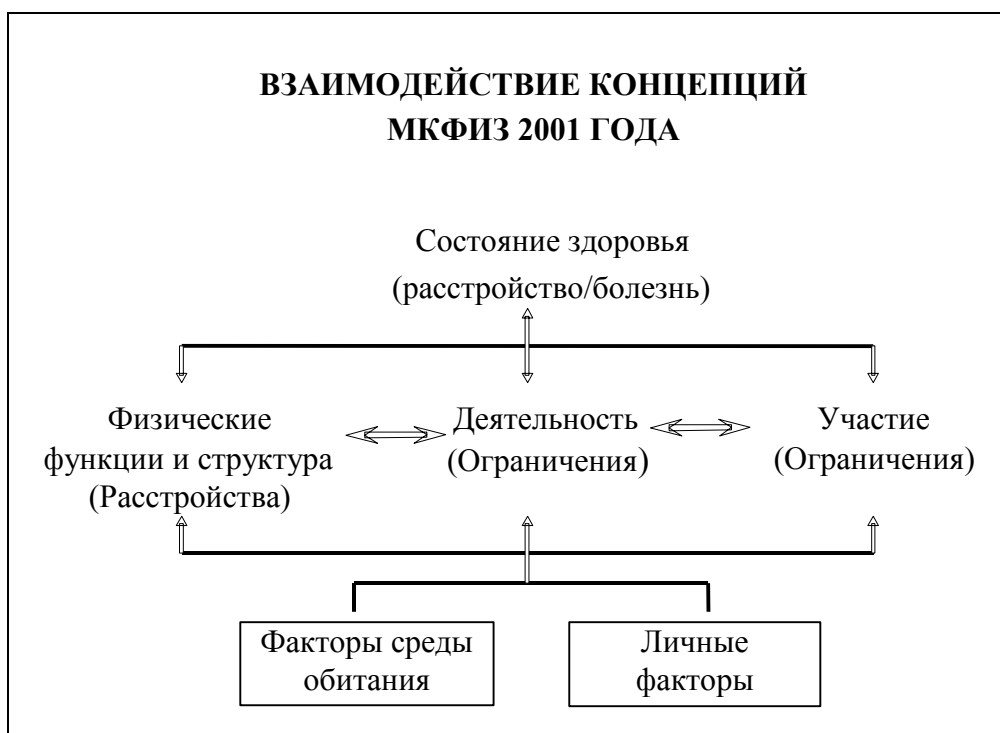 ВЗАИМОДЕЙСТВИЕ КОНЦЕПЦИЙ
МКФИЗ 2001 ГОДА
Состояние здоровья
(расстройство/болезнь)
Физические
функции и структура
(Расстройства)
Деятельность
(Ограничения)
Участие
(Ограничения)
Факторы среды
обитания
Личные
факторы